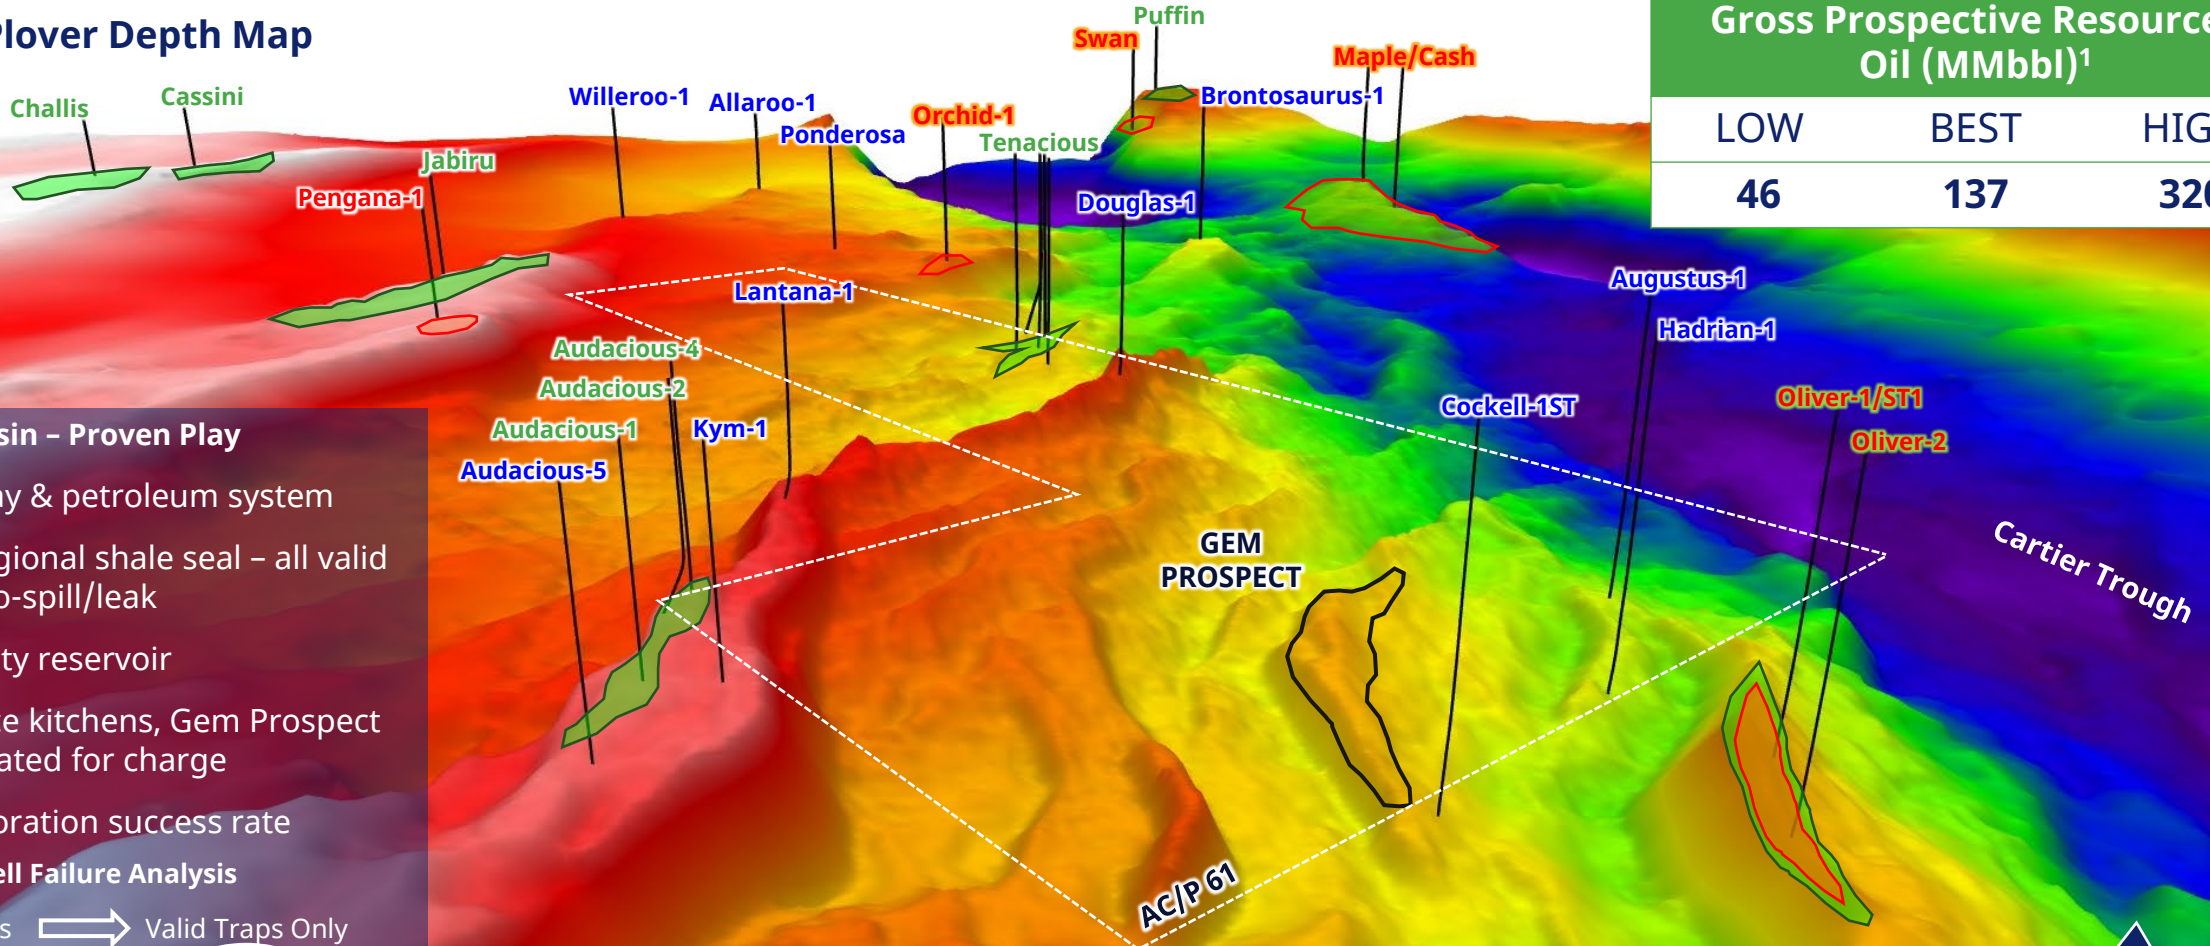 Plover Depth Map
Gross Prospective Resource
Oil (MMbbl)¹
LOW BEST HIG
46 137 320
Puffin
Swan
Maple/Cash
Challis
Cassini
Willeroo-1
Allaroo-1
Brontosaurus-1
Orchid-1
Ponderosa
Tenacious
Jabiru
Pengana-1
Douglas-1
Lantana-1
Augustus-1
Hadrian-1
Audacious-4
Audacious-2
Audacious-1
Kym-1
Audacious-5
Cockell-1ST
Oliver-1/ST1
Oliver-2
GEM
PROSPECT
Cartier Trough
AC/P 61
sin – Proven Play
ay & petroleum system
gional shale seal – all valid
o-spill/leak
ity reservoir
ce kitchens, Gem Prospect
ated for charge
oration success rate
ell Failure Analysis
s Valid Traps Only